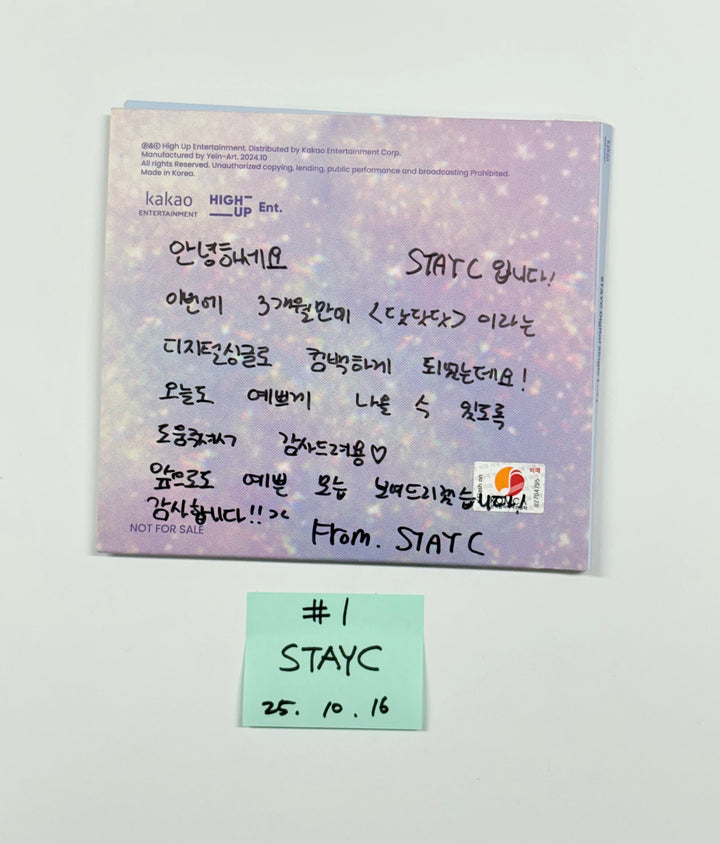 ℗&© High Up Entertainment. Distributed by Kakao Entertainment Corp.
Manufactured by Yein-Art. 2024.10
All rights Reserved. Unauthorized copying, lending, public performance and broadcasting Prohibited.
Made in Korea.
kakao
ENTERTAINMENT
HIGH
UP Ent.
안녕하세요 STAYC 입니다!
이번에 3개월만에 <닷닷닷> 이라는
디지털싱글로 컴백하게 되었는데요!
오늘도 예쁘게 나올 수 있도록
도움주셔서 감사드려용♡
앞으로도 예쁜 모습 보여드리겠습니다!
감사합니다!! ><
NOT FOR SALE
From. STAYC
02704795
#1
STAYC
25. 10. 16